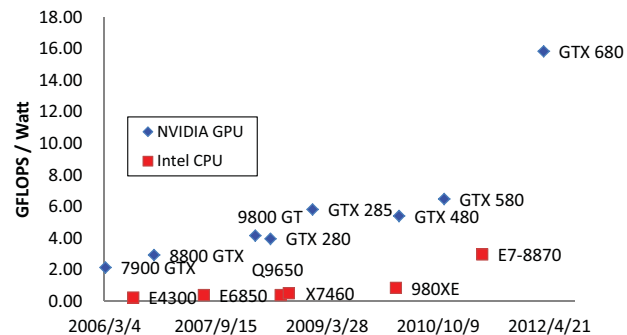 18.00
16.00
14.00
12.00
10.00
8.00
6.00
4.00
2.00
0.00
GFLOPS / Watt
NVIDIA GPU
Intel CPU
GTX 680
9800 GT
GTX 285
GTX 580
GTX 480
8800 GTX
GTX 280
7900 GTX
Q9650
E7-8870
E4300
E6850
X7460
980XE
2006/3/4
2007/9/15
2009/3/28
2010/10/9
2012/4/21